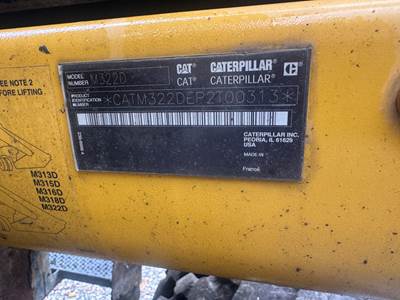 SEE NOTE 2
FORE LIFTING.
MODEL NUMBER M322D CAT CATERPILLAR
CAT® CATERPILLAR®
PRODUCT IDENTIFICATION NUMBER *CATM322DEP2T00313*
CATERPILLAR INC.
PEORIA, IL 61629
USA
MADE IN
France
M313D
M315D
M316D
M318D
M322D